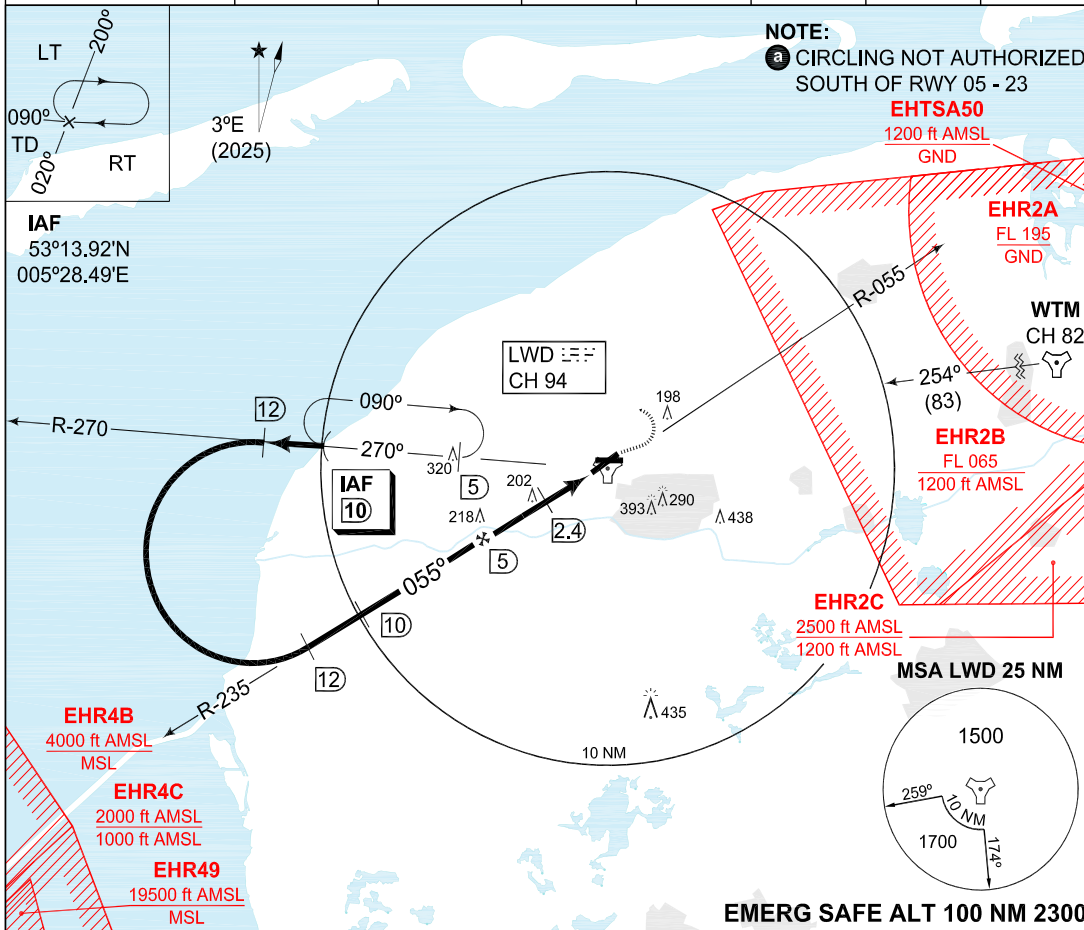 LT
200°
090°
TD
020°
RT
3°E
(2025)
NOTE:
a CIRCLING NOT AUTHORIZED
SOUTH OF RWY 05 - 23
EHTSA50
1200 ft AMSL
GND
IAF
53°13.92'N
005°28.49'E
EHR2A
FL 195
GND
R-055
WTM
CH 82
254°
(83)
LWD
CH 94
198
12
090°
R-270
270°
320
5
IAF
10
202
218
2.4
393
290
438
5
055°
10
12
R-235
EHR2B
FL 065
1200 ft AMSL
EHR2C
2500 ft AMSL
1200 ft AMSL
435
10 NM
MSA LWD 25 NM
1500
259°
10 NM
1700
174°
EHR4B
4000 ft AMSL
MSL
EHR4C
2000 ft AMSL
1000 ft AMSL
EHR49
19500 ft AMSL
MSL
EMERG SAFE ALT 100 NM 2300